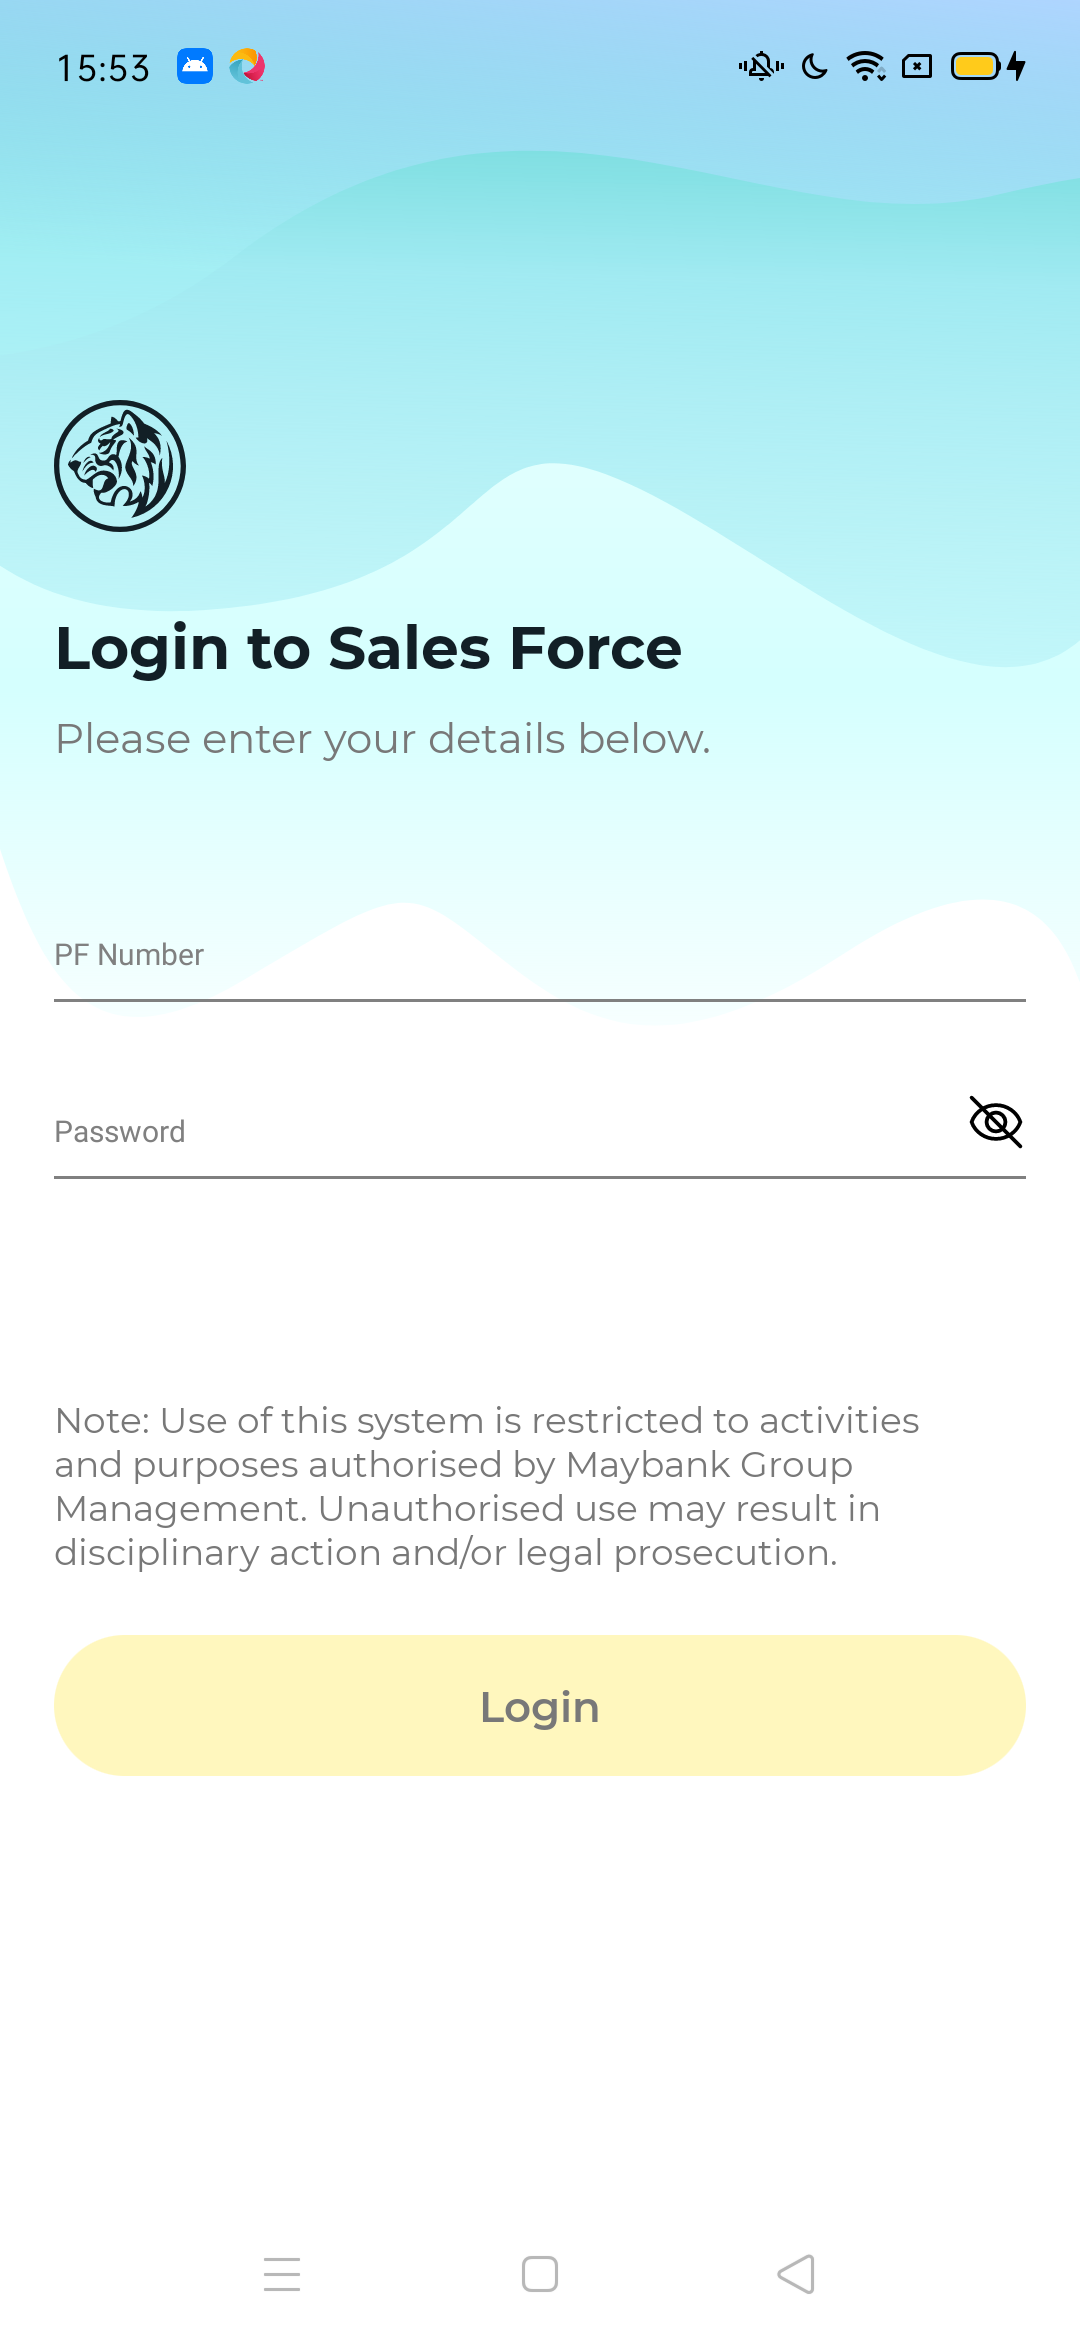 15:53
Login to Sales Force
Please enter your details below.
PF Number
Password
Note: Use of this system is restricted to activities
and purposes authorised by Maybank Group
Management. Unauthorised use may result in
disciplinary action and/or legal prosecution.
Login